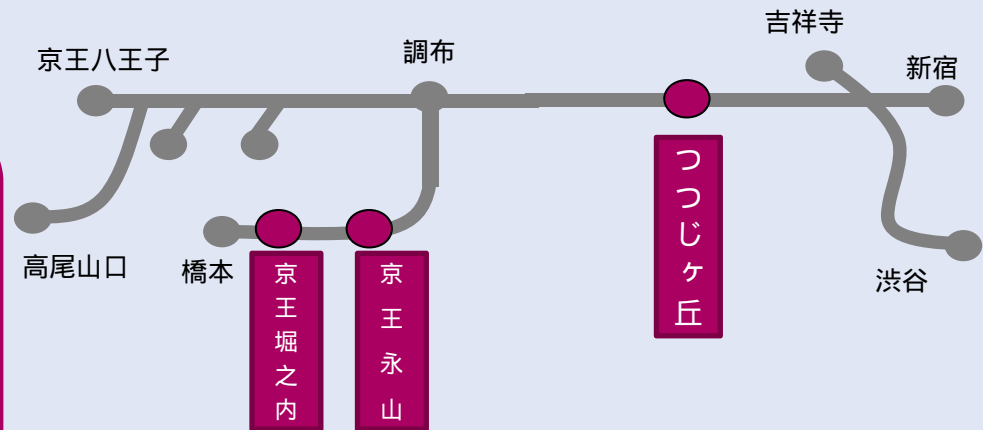 吉祥寺
京王八王子
調布
新宿
つつじヶ丘
高尾山口
橋本
京王堀之内
京王永山
渋谷